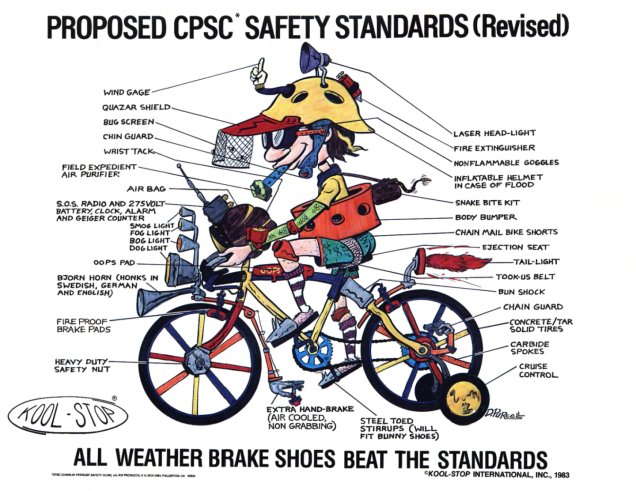 PROPOSED CPSC* SAFETY STANDARDS (Revised)
WIND GAGE
QUAZAR SHIELD
BUG SCREEN
CHIN GUARD
WRIST TACK
FIELD EXPEDIENT
AIR PURIFIER
AIR BAG
S.O.S. RADIO AND 275VOLT
BATTERY, CLOCK, ALARM
AND GEIGER COUNTER
SMOG LIGHT
FOG LIGHT
BOG LIGHT
DOG LIGHT
OOPS PAD
BJORN HORN (HONKS IN
SWEDISH, GERMAN
AND ENGLISH)
FIRE PROOF
BRAKE PADS
HEAVY DUTY
SAFETY NUT
LASER HEAD-LIGHT
FIRE EXTINGUISHER
NONFLAMMABLE GOGGLES
INFLATABLE HELMET
IN CASE OF FLOOD
SNAKE BITE KIT
BODY BUMPER
CHAIN MAIL BIKE SHORTS
EJECTION SEAT
TAIL-LIGHT
TOOK-US BELT
BUN SHOCK
CHAIN GUARD
CONCRETE/TAR
SOLID TIRES
CARBIDE
SPOKES
CRUISE
CONTROL
OOPS
EXTRA HAND-BRAKE
(AIR COOLED,
NON GRABBING)
STEEL TOED
STIRRUPS (WILL
FIT BUNNY SHOES)
D. Purcell
KOOL-STOP®
ALL WEATHER BRAKE SHOES BEAT THE STANDARDS
©KOOL-STOP INTERNATIONAL, INC., 1983